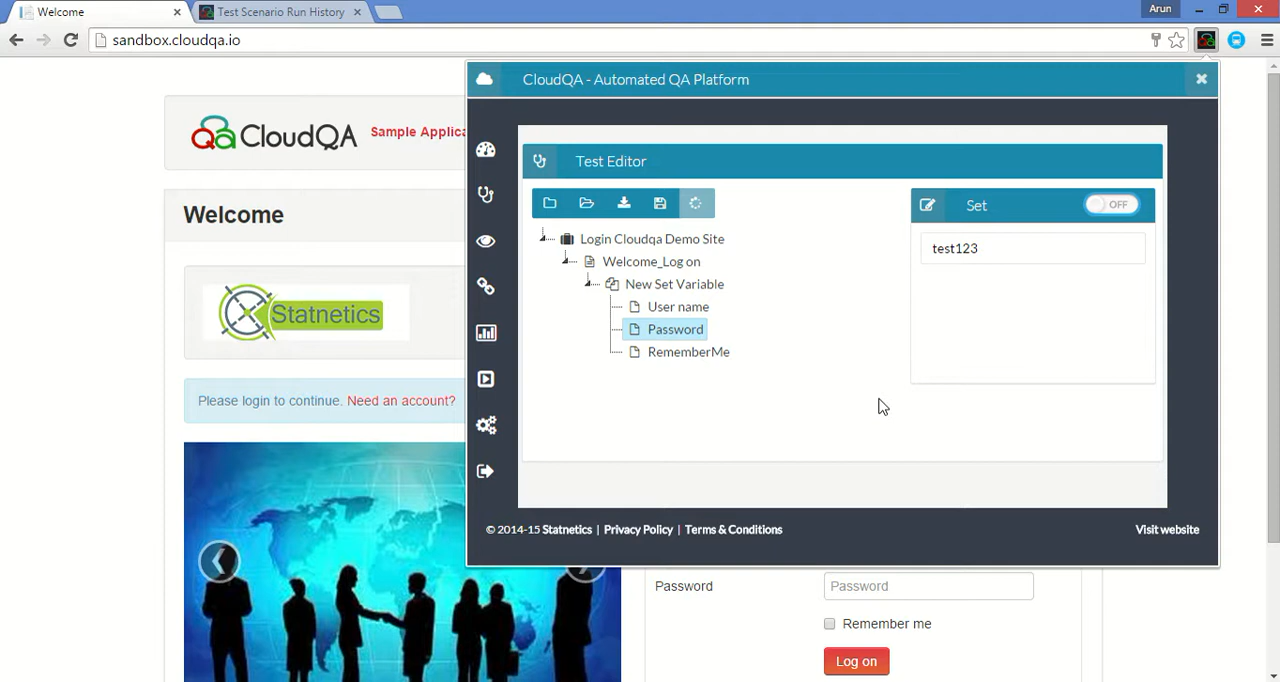 Welcome
Test Scenario Run History
Arun
sandbox.cloudqa.io
CloudQA - Automated QA Platform
CloudQA
Sample Applica
Test Editor
Set
OFF
test123
Login Cloudqa Demo Site
Welcome_Log on
New Set Variable
User name
Password
RememberMe
Welcome
Statnetics
Please login to continue. Need an account?
© 2014-15 Statnetics | Privacy Policy | Terms & Conditions
Visit website
Password
Password
Remember me
Log on